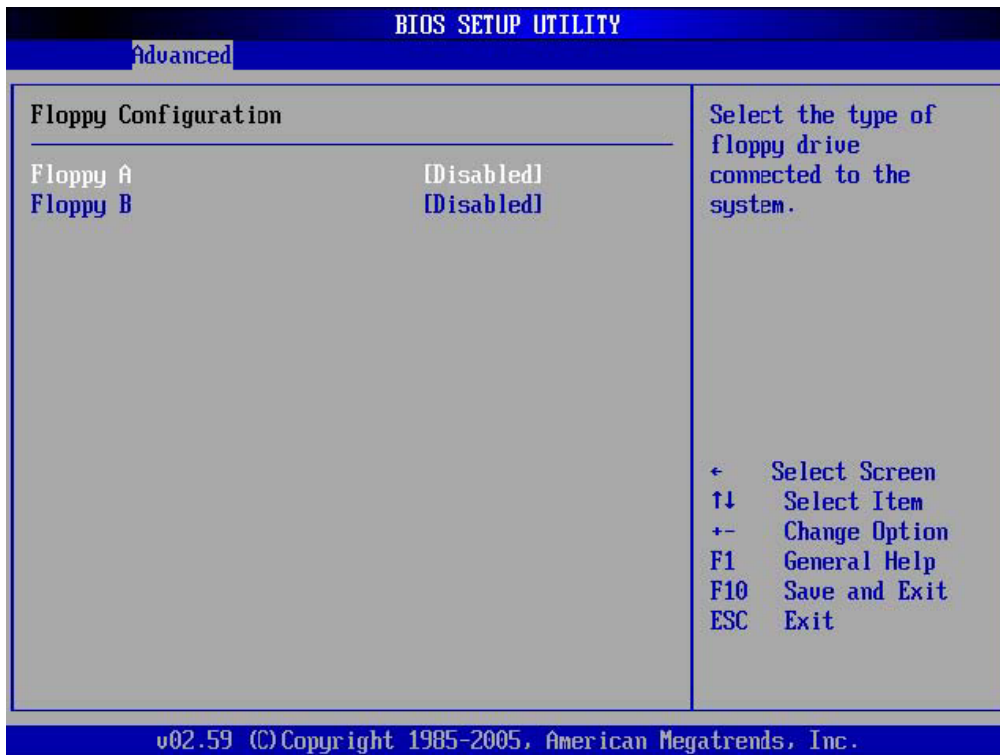 BIOS SETUP UTILITY
Advanced
Floppy Configuration
Floppy A [Disabled]
Floppy B [Disabled]
Select the type of
floppy drive
connected to the
system.
← Select Screen
↑↓ Select Item
+- Change Option
F1 General Help
F10 Save and Exit
ESC Exit
v02.59 (C)Copyright 1985-2005, American Megatrends, Inc.